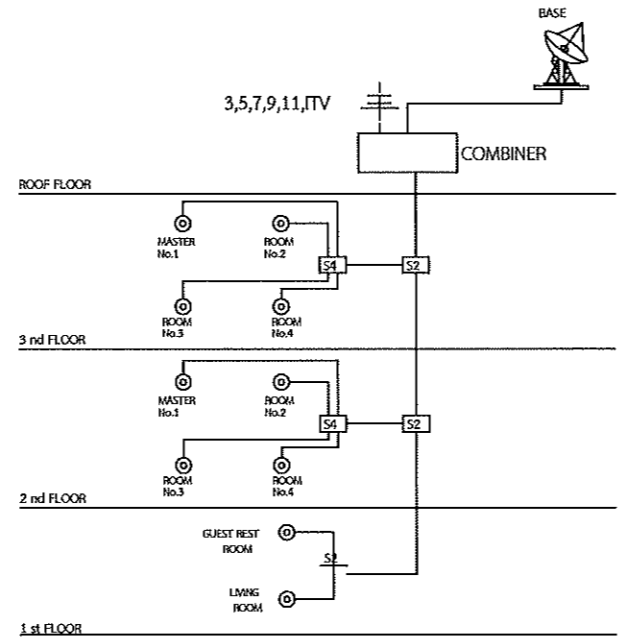 BASE
3,5,7,9,11,ITV
COMBINER
ROOF FLOOR
MASTER
No.1
ROOM
No.2
S4
S2
ROOM
No.3
ROOM
No.4
3 nd FLOOR
MASTER
No.1
ROOM
No.2
S4
S2
ROOM
No.3
ROOM
No.4
2 nd FLOOR
GUEST REST
ROOM
S2
LIVING
ROOM
1 st FLOOR